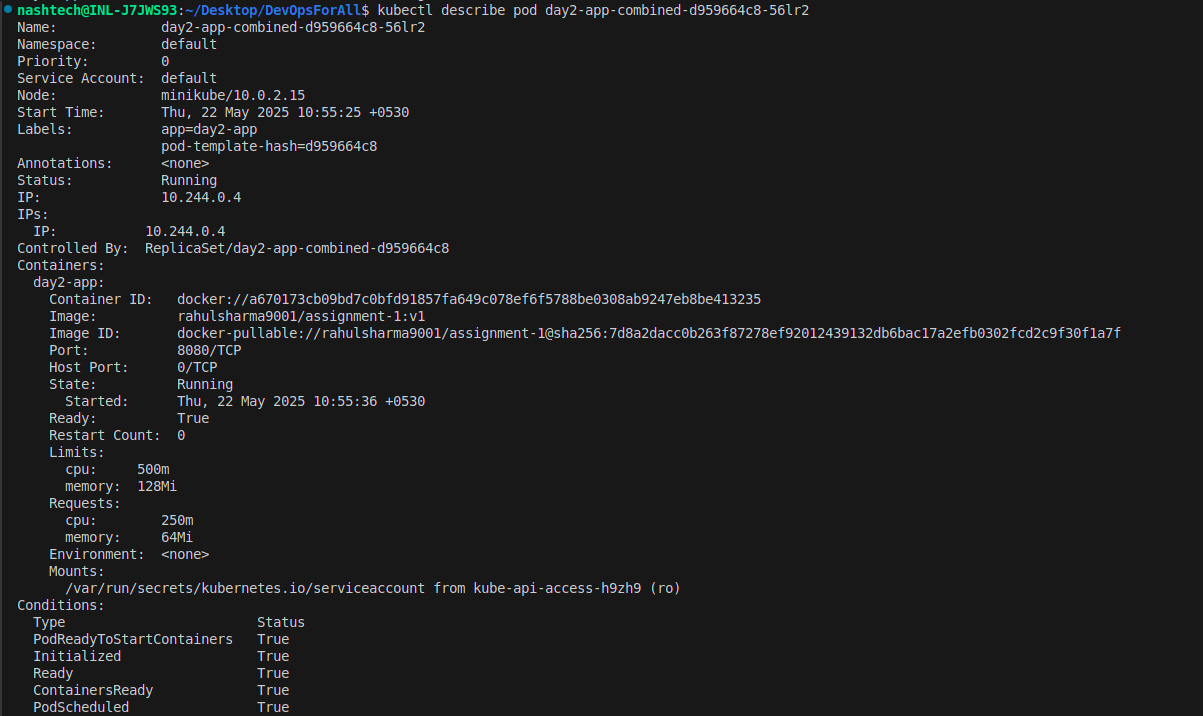 nashtech@INL-J7JWS93:~/Desktop/DevOpsForAll$ kubectl describe pod day2-app-combined-d959664c8-56lr2
Name:             day2-app-combined-d959664c8-56lr2
Namespace:        default
Priority:         0
Service Account:  default
Node:             minikube/10.0.2.15
Start Time:       Thu, 22 May 2025 10:55:25 +0530
Labels:           app=day2-app
                  pod-template-hash=d959664c8
Annotations:      <none>
Status:           Running
IP:               10.244.0.4
IPs:
  IP:           10.244.0.4
Controlled By:  ReplicaSet/day2-app-combined-d959664c8
Containers:
  day2-app:
    Container ID:   docker://a670173cb09bd7c0bfd91857fa649c078ef6f5788be0308ab9247eb8be413235
    Image:          rahulsharma9001/assignment-1:v1
    Image ID:       docker-pullable://rahulsharma9001/assignment-1@sha256:7d8a2dacc0b263f87278ef92012439132db6bac17a2efb0302fcd2c9f30f1a7f
    Port:           8080/TCP
    Host Port:      0/TCP
    State:          Running
      Started:      Thu, 22 May 2025 10:55:36 +0530
    Ready:          True
    Restart Count:  0
    Limits:
      cpu:     500m
      memory:  128Mi
    Requests:
      cpu:        250m
      memory:     64Mi
    Environment:  <none>
    Mounts:
      /var/run/secrets/kubernetes.io/serviceaccount from kube-api-access-h9zh9 (ro)
Conditions:
  Type                        Status
  PodReadyToStartContainers   True
  Initialized                 True
  Ready                       True
  ContainersReady             True
  PodScheduled                True